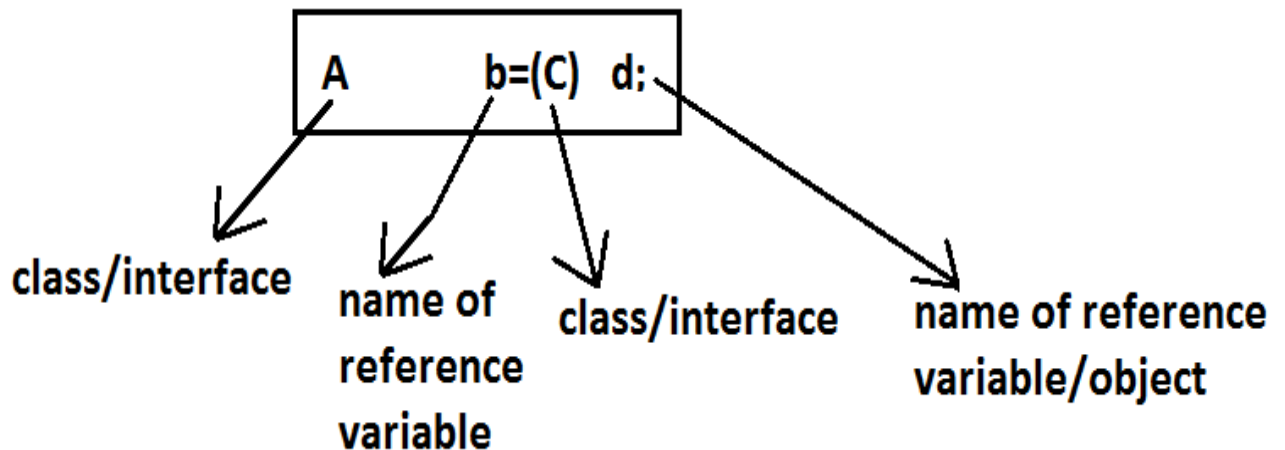 A b=(C) d;
class/interface
name of
reference
variable
class/interface
name of reference
variable/object